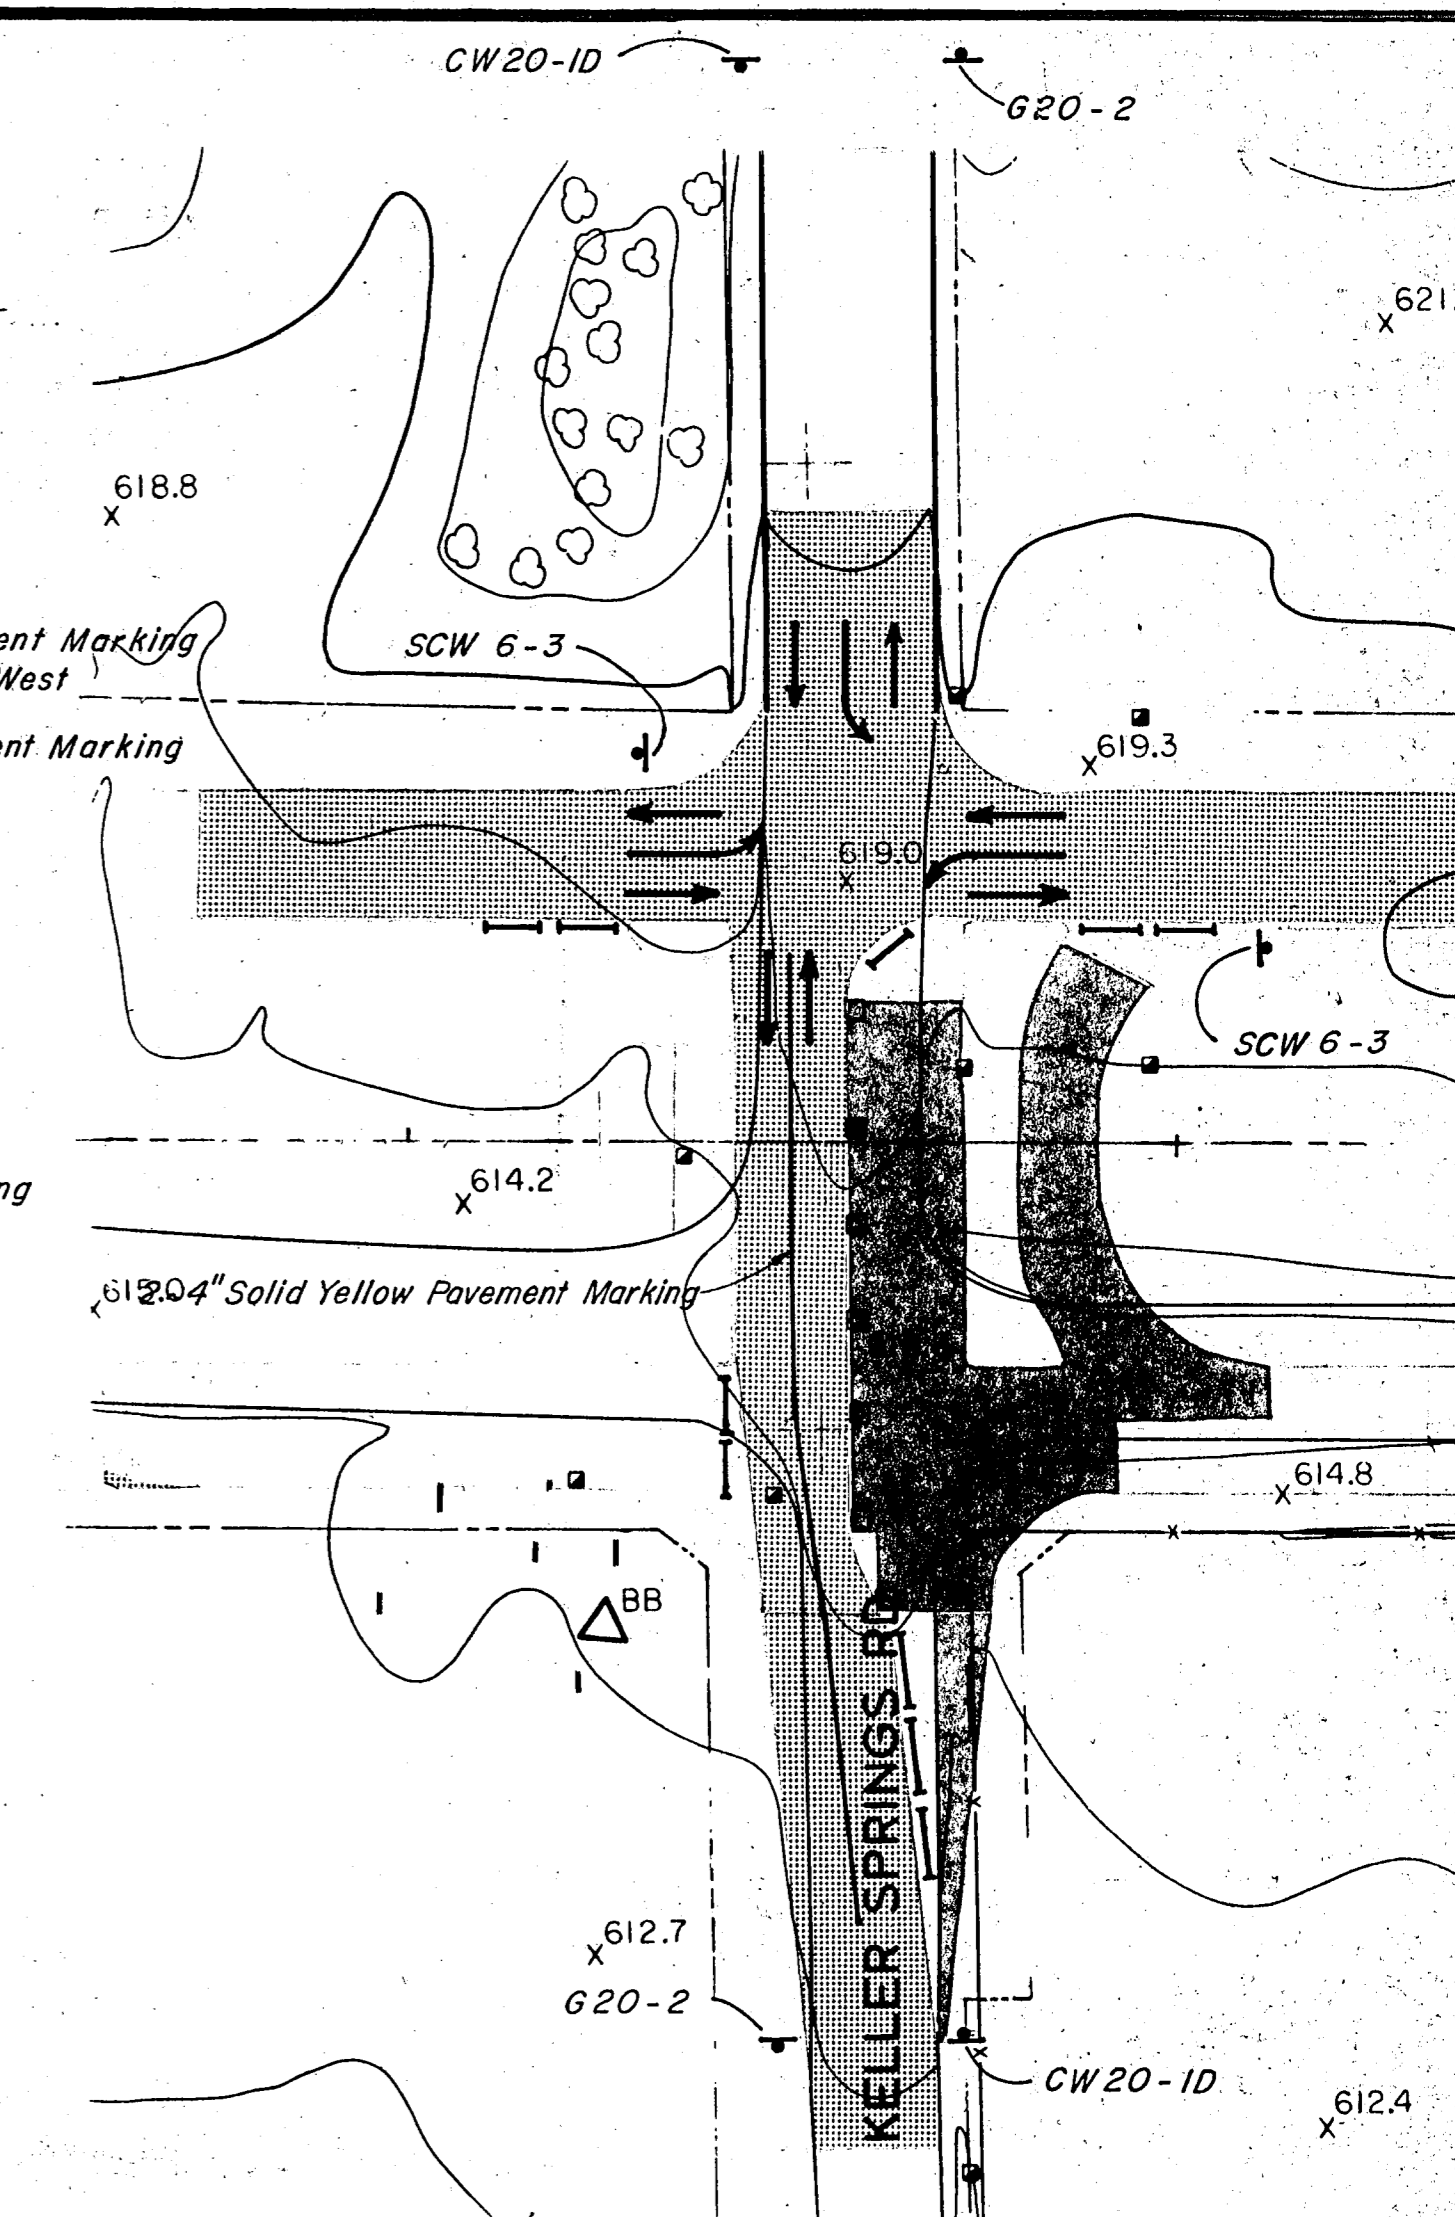 CW20-1D
G20-2
621.
618.8
ent Marking
West
SCW 6-3
ent Marking
619.3
619.0
SCW 6-3
614.2
ng
2-4" Solid Yellow Pavement Marking
614.8
BB
KELLER SPRINGS RD
612.7
G20-2
CW20-1D
612.4